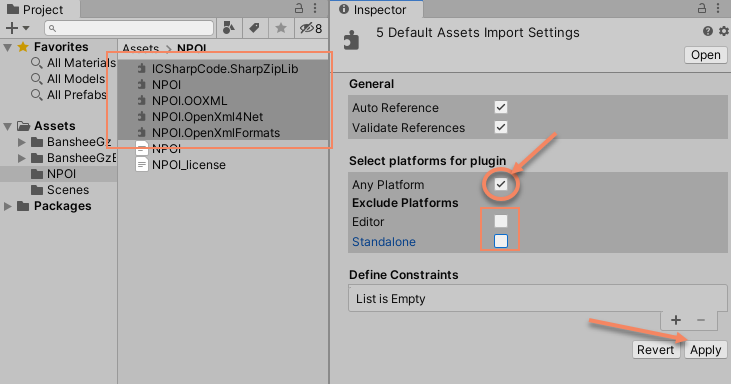 Project
8
Favorites
All Materials
All Models
All Prefabs
Assets
BansheeGz
BansheeGzB
NPOI
Scenes
Packages
Assets > NPOI
ICSharpCode.SharpZipLib
NPOI
NPOI.OOXML
NPOI.OpenXml4Net
NPOI.OpenXmlFormats
NPOI
NPOI_license
Inspector
5 Default Assets Import Settings
Open
General
Auto Reference
Validate References
Select platforms for plugin
Any Platform
Exclude Platforms
Editor
Standalone
Define Constraints
List is Empty
+ −
Revert Apply